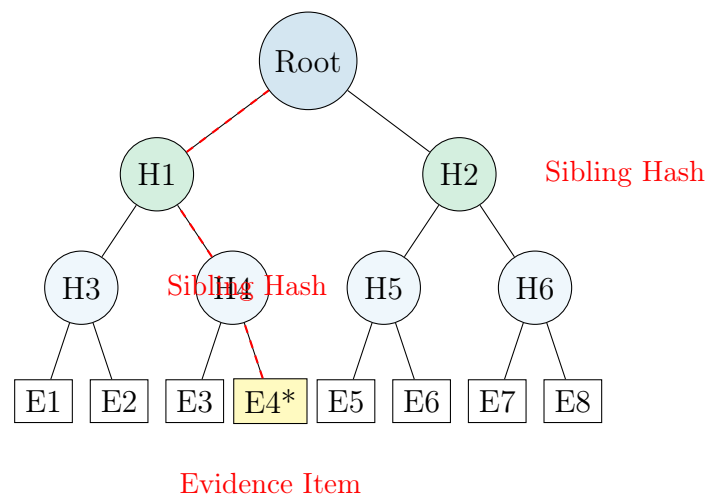 Root
H1
H2
Sibling Hash
H3
H4
Sibling Hash
H5
H6
E1
E2
E3
E4*
E5
E6
E7
E8
Evidence Item